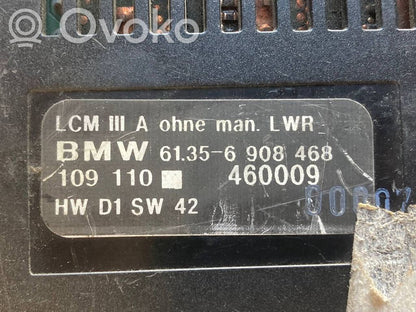 OVOKO
LCM III A ohne man. LWR
BMW 61.35-6 908 468
109 110 460009
HW D1 SW 42